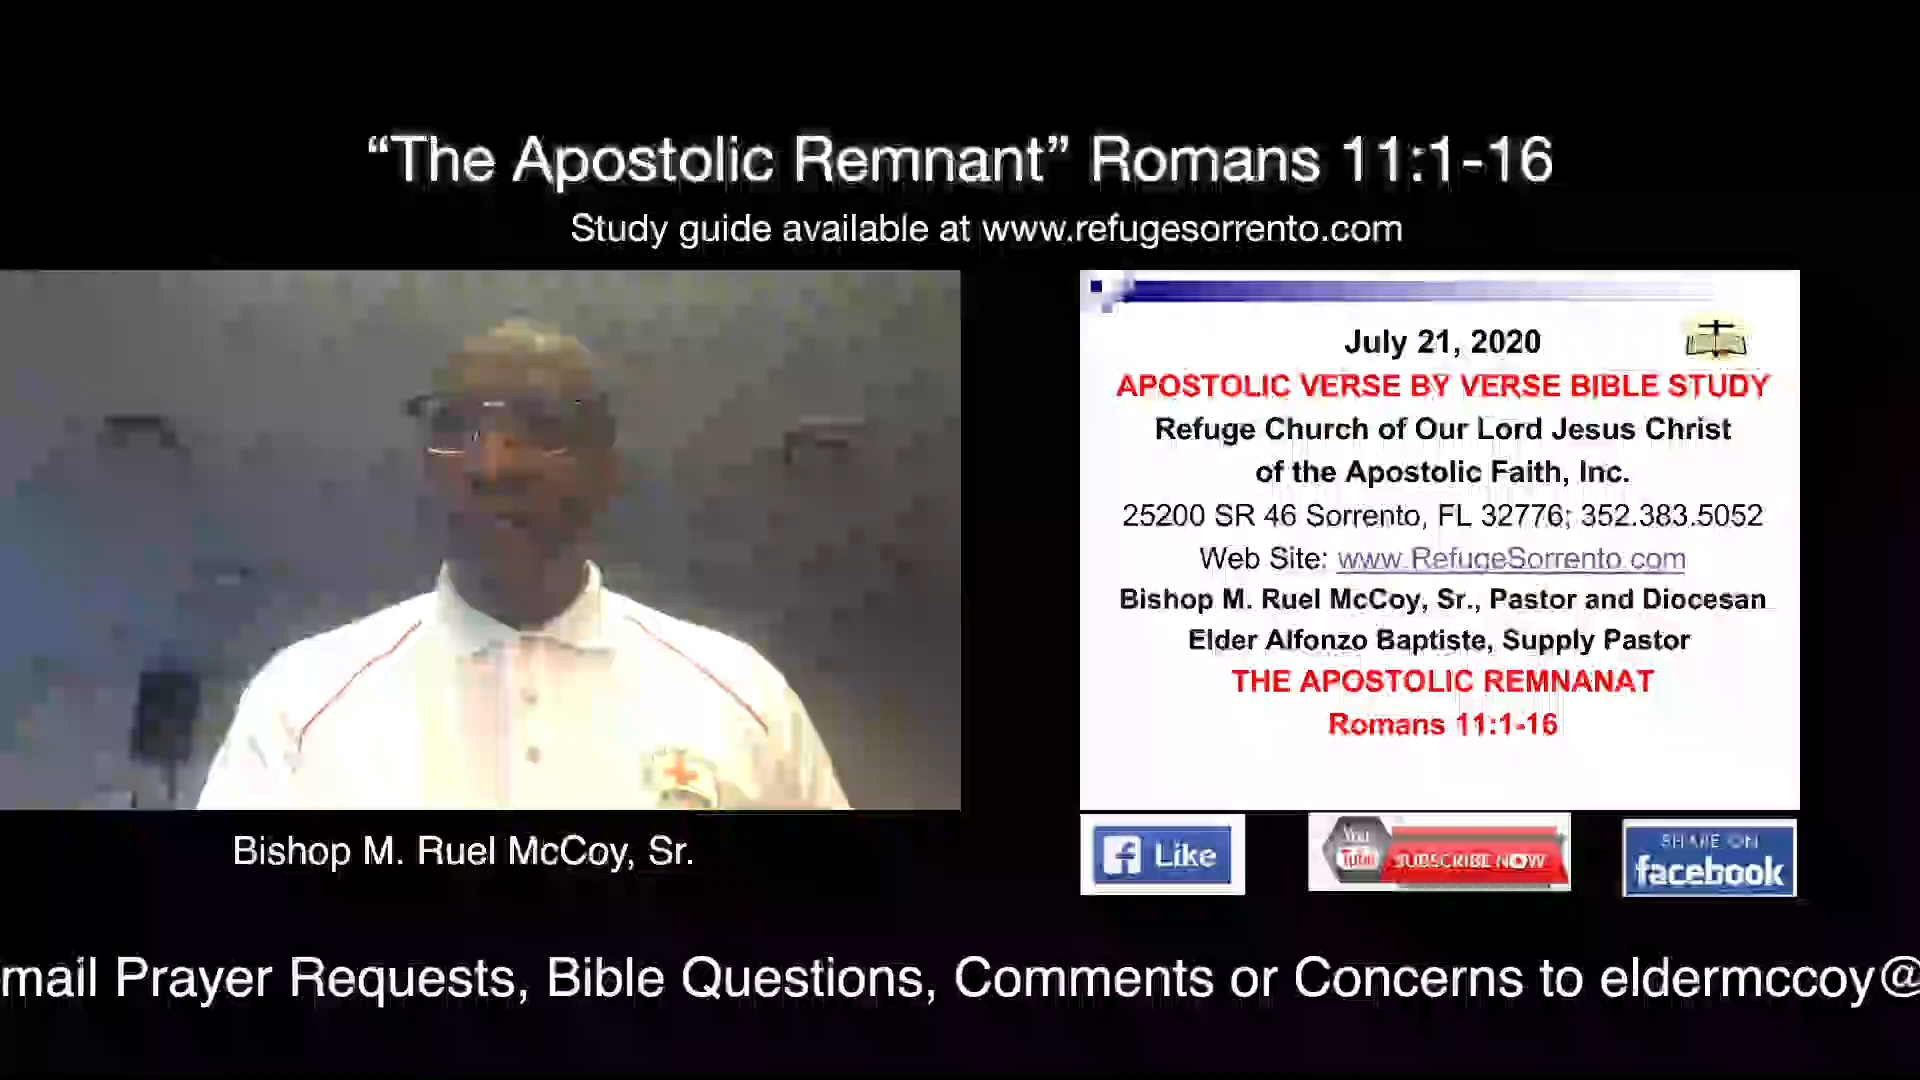 “The Apostolic Remnant” Romans 11:1-16
Study guide available at www.refugesorrento.com
July 21, 2020
APOSTOLIC VERSE BY VERSE BIBLE STUDY
Refuge Church of Our Lord Jesus Christ
of the Apostolic Faith, Inc.
25200 SR 46 Sorrento, FL 32776; 352.383.5052
Web Site: www.RefugeSorrento.com
Bishop M. Ruel McCoy, Sr., Pastor and Diocesan
Elder Alfonzo Baptiste, Supply Pastor
THE APOSTOLIC REMNANAT
Romans 11:1-16
Bishop M. Ruel McCoy, Sr.
Like
You
Tube
SUBSCRIBE NOW
SHARE ON
facebook
mail Prayer Requests, Bible Questions, Comments or Concerns to eldermccoy@